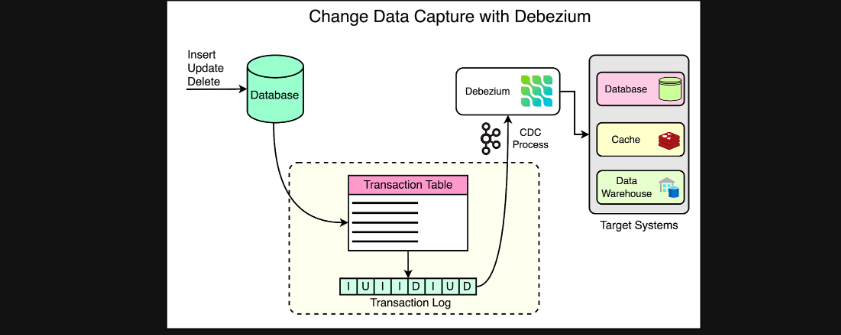 Change Data Capture with Debezium
Insert
Update
Delete
Database
Debezium
CDC
Process
Database
Cache
Data
Warehouse
Target Systems
Transaction Table
I U I I D I U D
Transaction Log